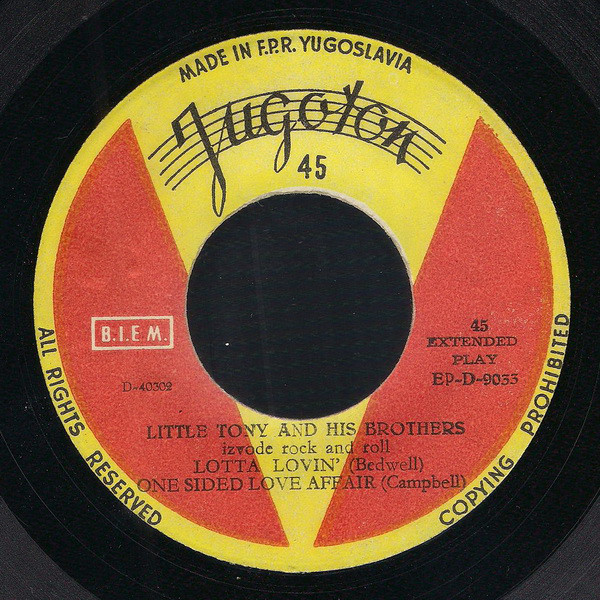 MADE IN F.P.R. YUGOSLAVIA
Jugoton
45
B.I.E.M.
D-40302
45
EXTENDED
PLAY
EP-D-9033
LITTLE TONY AND HIS BROTHERS
izvode rock and roll
LOTTA LOVIN' (Bedwell)
ONE SIDED LOVE AFFAIR (Campbell)
ALL RIGHTS RESERVED
COPYING PROHIBITED